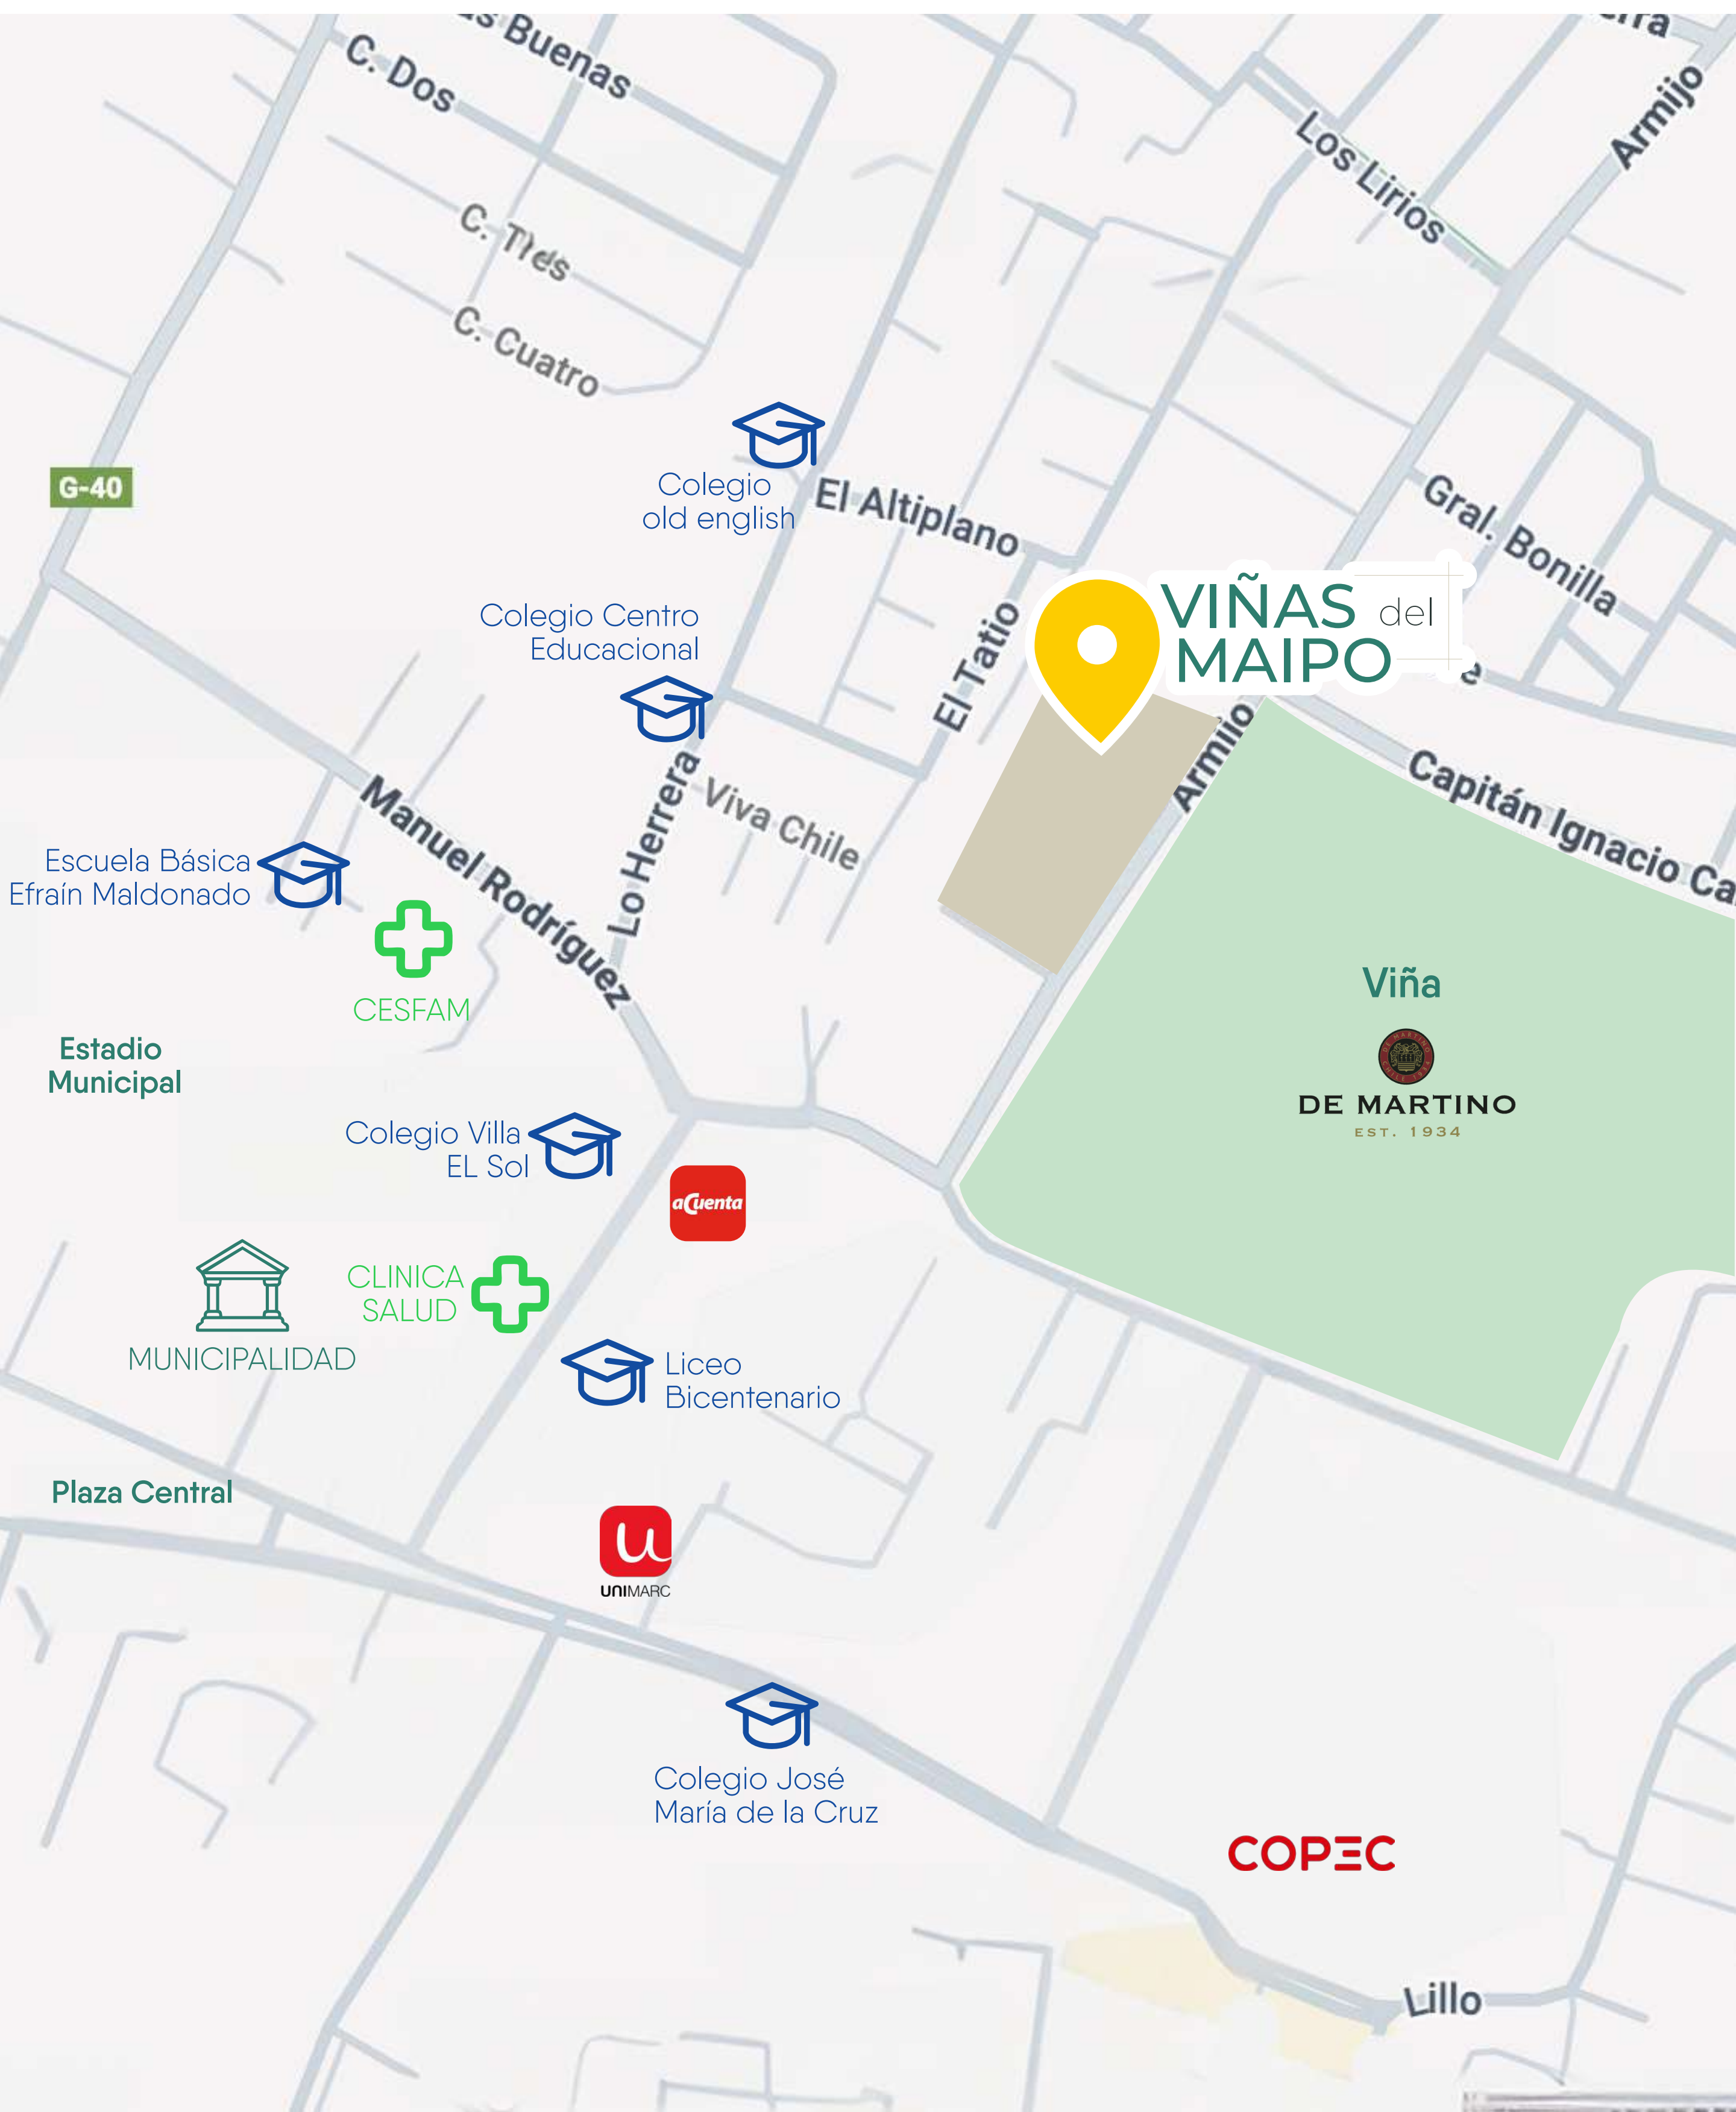 s Buenas
C. Dos
C. Tres
C. Cuatro
Armijo
Los Lirios
G-40
Colegio
old english
El Altiplano
Gral. Bonilla
Colegio Centro
Educacional
El Tatio
VIÑAS del
MAIPO
e
Armijo
Capitán Ignacio Ca
Manuel Rodríguez
Lo Herrera
Viva Chile
Escuela Básica
Efraín Maldonado
CESFAM
Viña
DE MARTINO
EST. 1934
Estadio
Municipal
Colegio Villa
EL Sol
aCuenta
CLINICA
SALUD
MUNICIPALIDAD
Liceo
Bicentenario
Plaza Central
U
UNIMARC
Colegio José
María de la Cruz
COPEC
Lillo